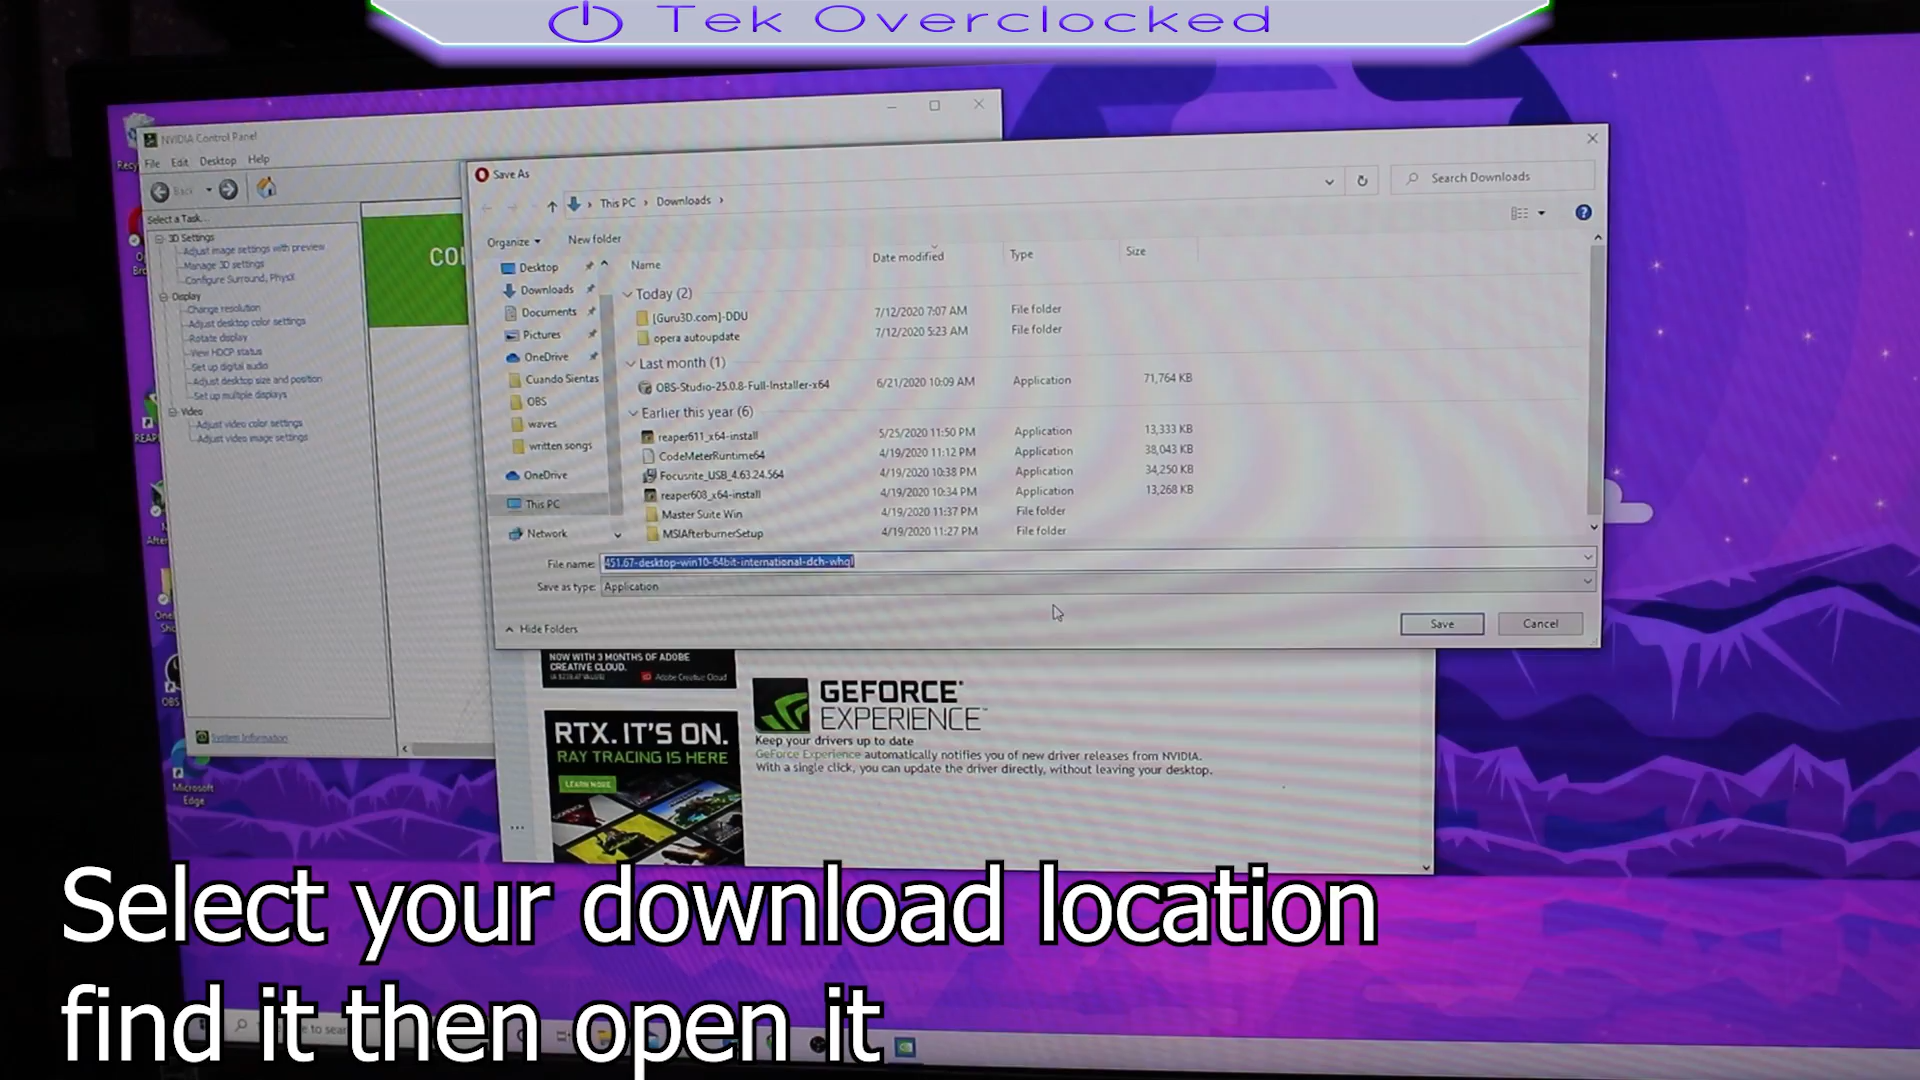 Tek Overclocked
NVIDIA Control Panel
File Edit Desktop Help
Back
Select a Task...
3D Settings
Adjust image settings with preview
Manage 3D settings
Configure Surround, PhysX
Display
Change resolution
Adjust desktop color settings
Rotate display
View HDCP status
Set up digital audio
Adjust desktop size and position
Set up multiple displays
Video
Adjust video color settings
Adjust video image settings
System Information
Save As
This PC > Downloads >
Search Downloads
Organize New folder
Desktop
Downloads
Documents
Pictures
OneDrive
Cuando Sientas
OBS
waves
written songs
OneDrive
This PC
Network
Name Date modified Type Size
Today (2)
[Guru3D.com]-DDU 7/12/2020 7:07 AM File folder
opera autoupdate 7/12/2020 5:23 AM File folder
Last month (1)
OBS-Studio-25.0.8-Full-Installer-x64 6/21/2020 10:09 AM Application 71,764 KB
Earlier this year (6)
reaper611_x64-install 5/25/2020 11:50 PM Application 13,333 KB
CodeMeterRuntime64 4/19/2020 11:12 PM Application 38,043 KB
Focusrite_USB_4.63.24.564 4/19/2020 10:38 PM Application 34,250 KB
reaper608_x64-install 4/19/2020 10:34 PM Application 13,268 KB
Master Suite Win 4/19/2020 11:37 PM File folder
MSIAfterburnerSetup 4/19/2020 11:27 PM File folder
File name: 451.67-desktop-win10-64bit-international-dch-whql
Save as type: Application
Hide Folders
Save Cancel
NOW WITH 3 MONTHS OF ADOBE
CREATIVE CLOUD.
Adobe Creative Cloud
RTX. IT'S ON.
RAY TRACING IS HERE
LEARN MORE
GEFORCE
EXPERIENCE
Keep your drivers up to date
GeForce Experience automatically notifies you of new driver releases from NVIDIA.
With a single click, you can update the driver directly, without leaving your desktop.
Microsoft
Edge
OBS
Select your download location
find it then open it